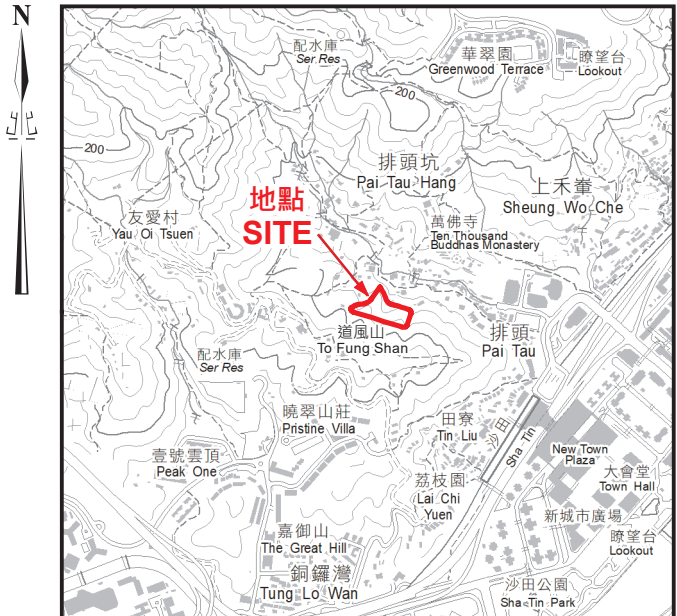 N
配水庫
Ser Res
華翠園
Greenwood Terrace
瞭望台
Lookout
200
200
排頭坑
Pai Tau Hang
上禾輋
Sheung Wo Che
地點
SITE
友愛村
Yau Oi Tsuen
萬佛寺
Ten Thousand
Buddhas Monastery
道風山
To Fung Shan
排頭
Pai Tau
配水庫
Ser Res
曉翠山莊
Pristine Villa
田寮
Tin Liu
沙田
Sha Tin
New Town
Plaza
壹號雲頂
Peak One
大會堂
Town Hall
荔枝園
Lai Chi
Yuen
新城市廣場
嘉御山
The Great Hill
瞭望台
Lookout
銅鑼灣
Tung Lo Wan
沙田公園
Sha Tin Park